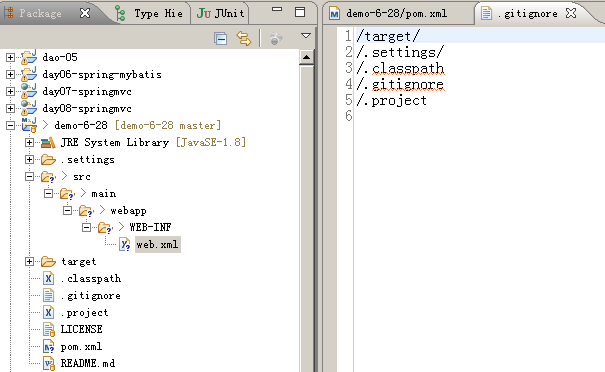 Package Type Hie JUnit
dao-05
day06-spring-mybatis
day07-springmvc
day08-springmvc
> demo-6-28 [demo-6-28 master]
JRE System Library [JavaSE-1.8]
.settings
> src
> main
> webapp
> WEB-INF
web.xml
target
.classpath
.gitignore
.project
LICENSE
pom.xml
README.md
demo-6-28/pom.xml .gitignore
1 /target/
2 /.settings/
3 /.classpath
4 /.gitignore
5 /.project
6